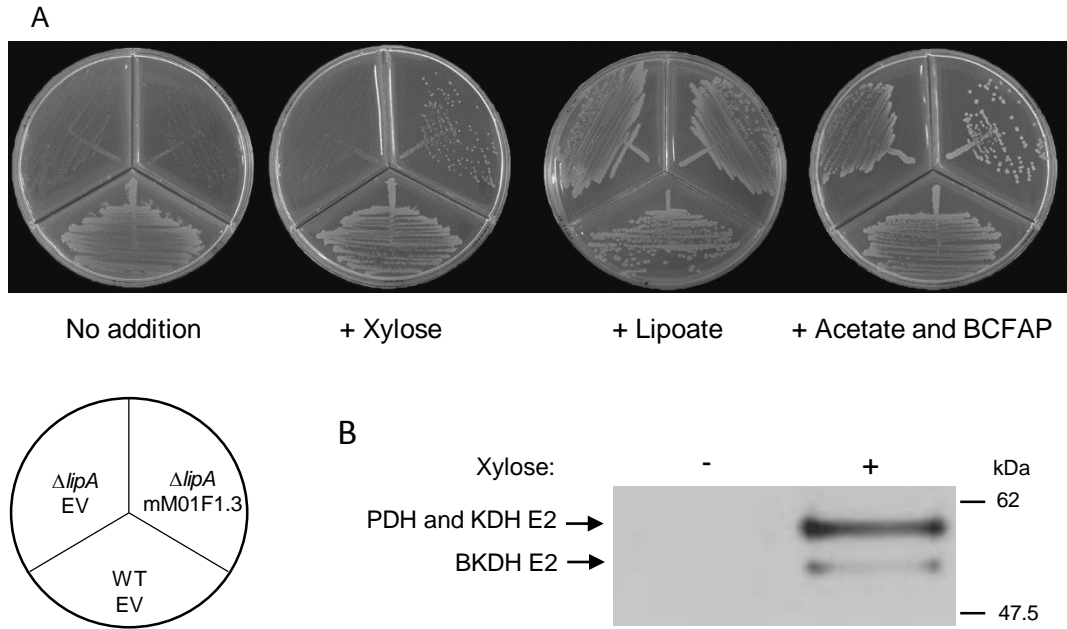 A
No addition
+ Xylose
+ Lipoate
+ Acetate and BCFAP
ΔlipA
EV
ΔlipA
mM01F1.3
WT
EV
B
Xylose:
-
+
kDa
PDH and KDH E2
BKDH E2
62
47.5